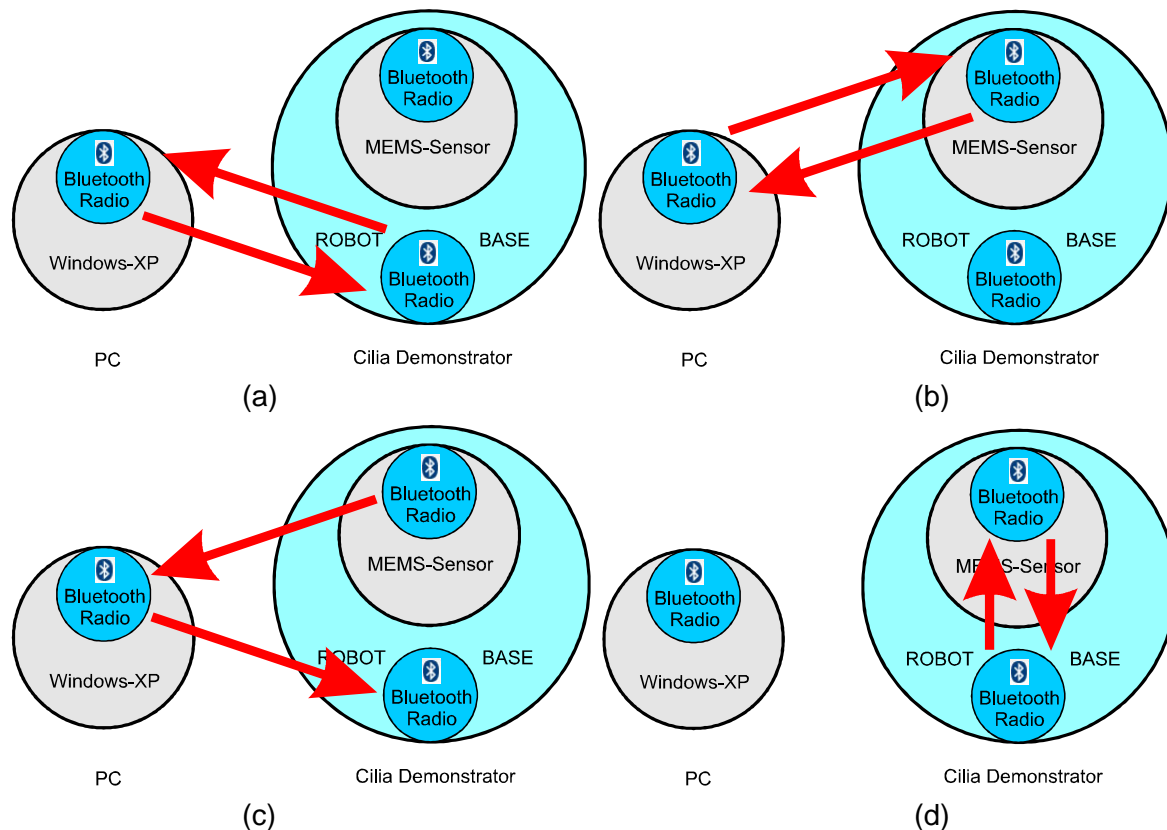 Bluetooth
Radio
MEMS-Sensor
Bluetooth
Radio
Windows-XP
ROBOT
BASE
Bluetooth
Radio
PC
Cilia Demonstrator
(a)
Bluetooth
Radio
MEMS-Sensor
Bluetooth
Radio
Windows-XP
ROBOT
BASE
Bluetooth
Radio
PC
Cilia Demonstrator
(b)
Bluetooth
Radio
MEMS-Sensor
Bluetooth
Radio
Windows-XP
ROBOT
BASE
Bluetooth
Radio
PC
Cilia Demonstrator
(c)
Bluetooth
Radio
MEMS-Sensor
Bluetooth
Radio
Windows-XP
ROBOT
BASE
Bluetooth
Radio
PC
Cilia Demonstrator
(d)